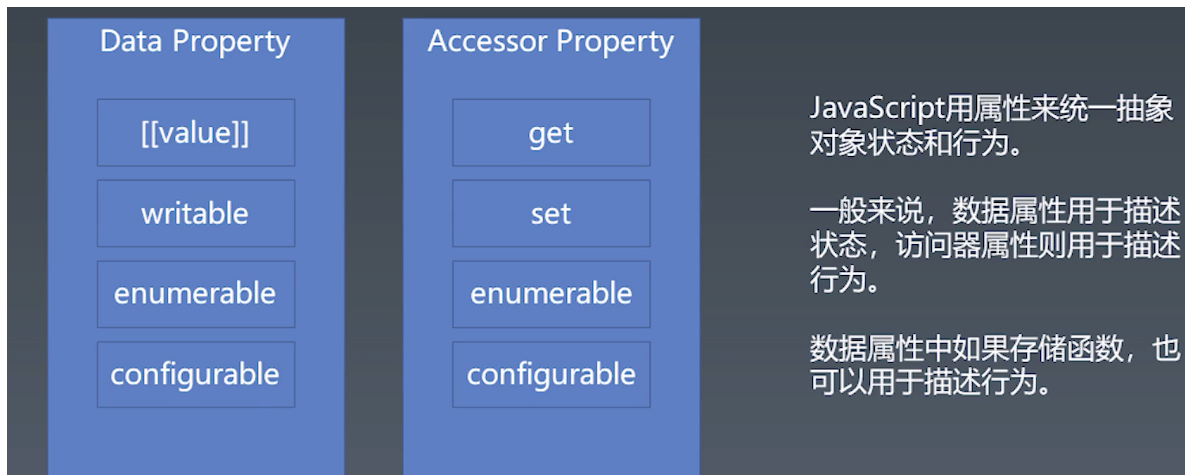 Data Property
[[value]]
writable
enumerable
configurable
Accessor Property
get
set
enumerable
configurable
JavaScript用属性来统一抽象
对象状态和行为。
一般来说，数据属性用于描述
状态，访问器属性则用于描述
行为。
数据属性中如果存储函数，也
可以用于描述行为。